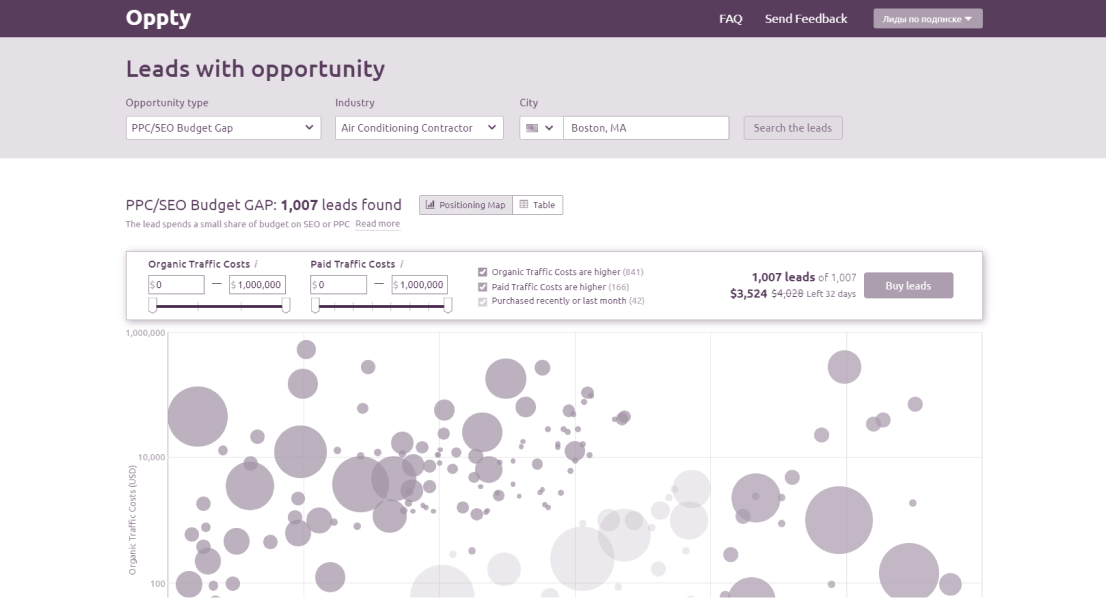 Oppty
FAQ Send Feedback Лиды по подписке
Leads with opportunity
Opportunity type Industry City
PPC/SEO Budget Gap Air Conditioning Contractor Boston, MA Search the leads
PPC/SEO Budget GAP: 1,007 leads found Positioning Map Table
The lead spends a small share of budget on SEO or PPC Read more
Organic Traffic Costs i Paid Traffic Costs i
$ 0 — $ 1,000,000 $ 0 — $ 1,000,000
Organic Traffic Costs are higher (841)
Paid Traffic Costs are higher (166)
Purchased recently or last month (42)
1,007 leads of 1,007
$3,524 $4,028 Left 32 days
Buy leads
1,000,000
10,000
Organic Traffic Costs (USD)
100